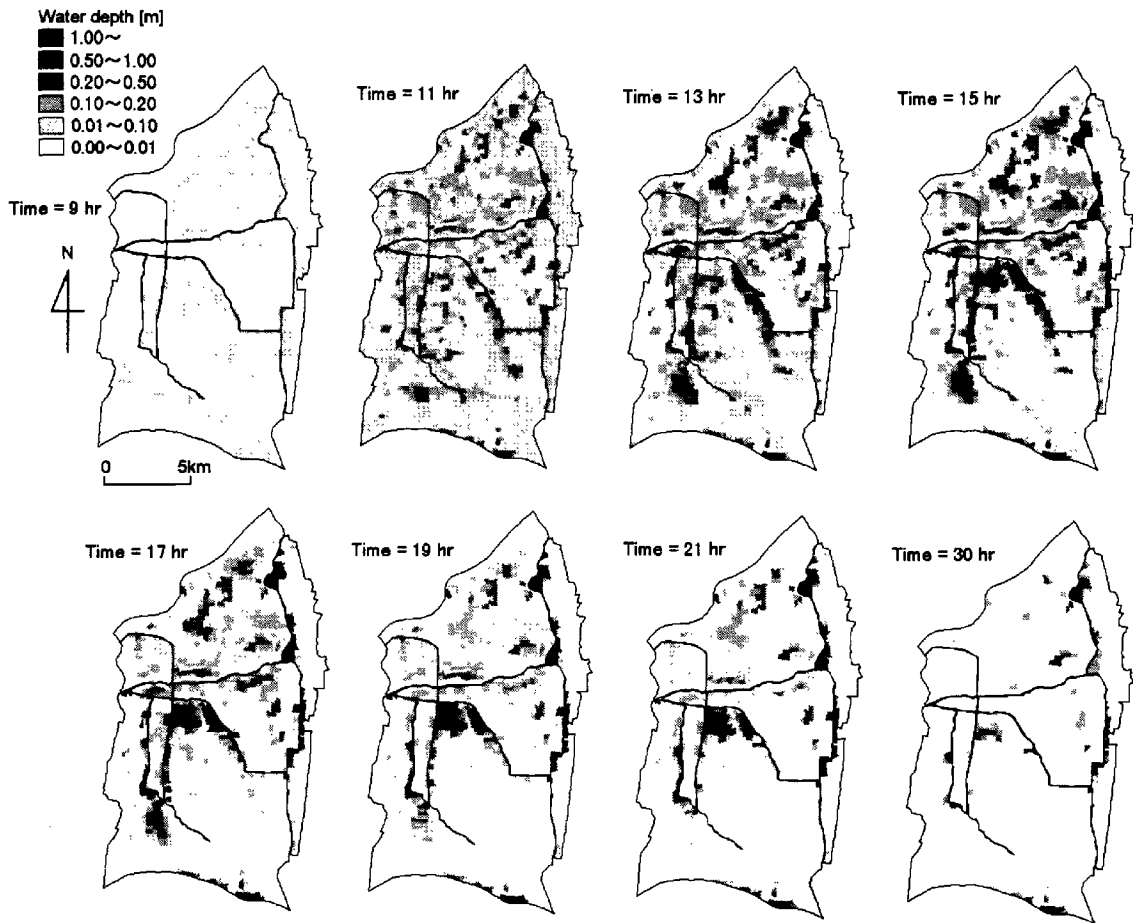 Water depth [m]
1.00～
0.50～1.00
0.20～0.50
0.10～0.20
0.01～0.10
0.00～0.01
Time = 9 hr
Time = 11 hr
Time = 13 hr
Time = 15 hr
N
0 5km
Time = 17 hr
Time = 19 hr
Time = 21 hr
Time = 30 hr